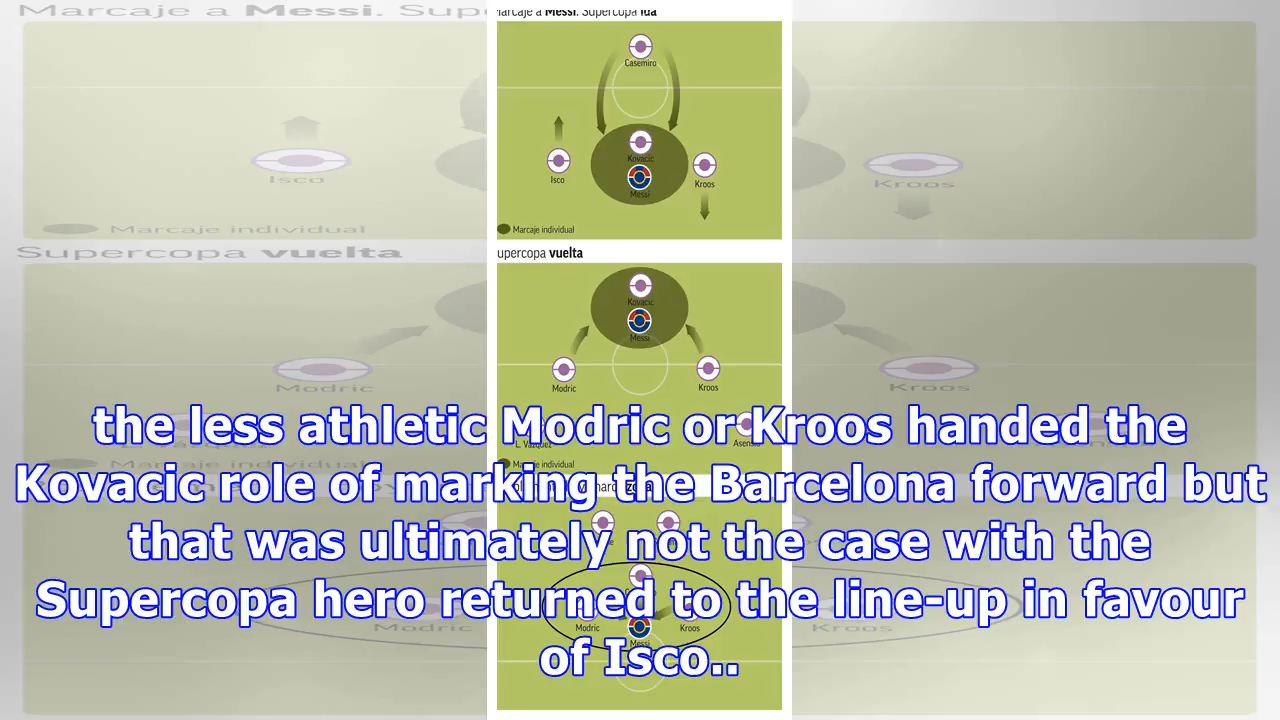 Marcaje a Messi. Supercopa ida
Casemiro
Kovacic
Isco
Messi
Kroos
Marcaje individual
Supercopa vuelta
Kovacic
Messi
Modric
Kroos
L. Vazquez
Asensio
Marcaje individual
the less athletic Modric or Kroos handed the
Kovacic role of marking the Barcelona forward but
that was ultimately not the case with the
Supercopa hero returned to the line-up in favour
of Isco..
Modric
Kroos
Messi